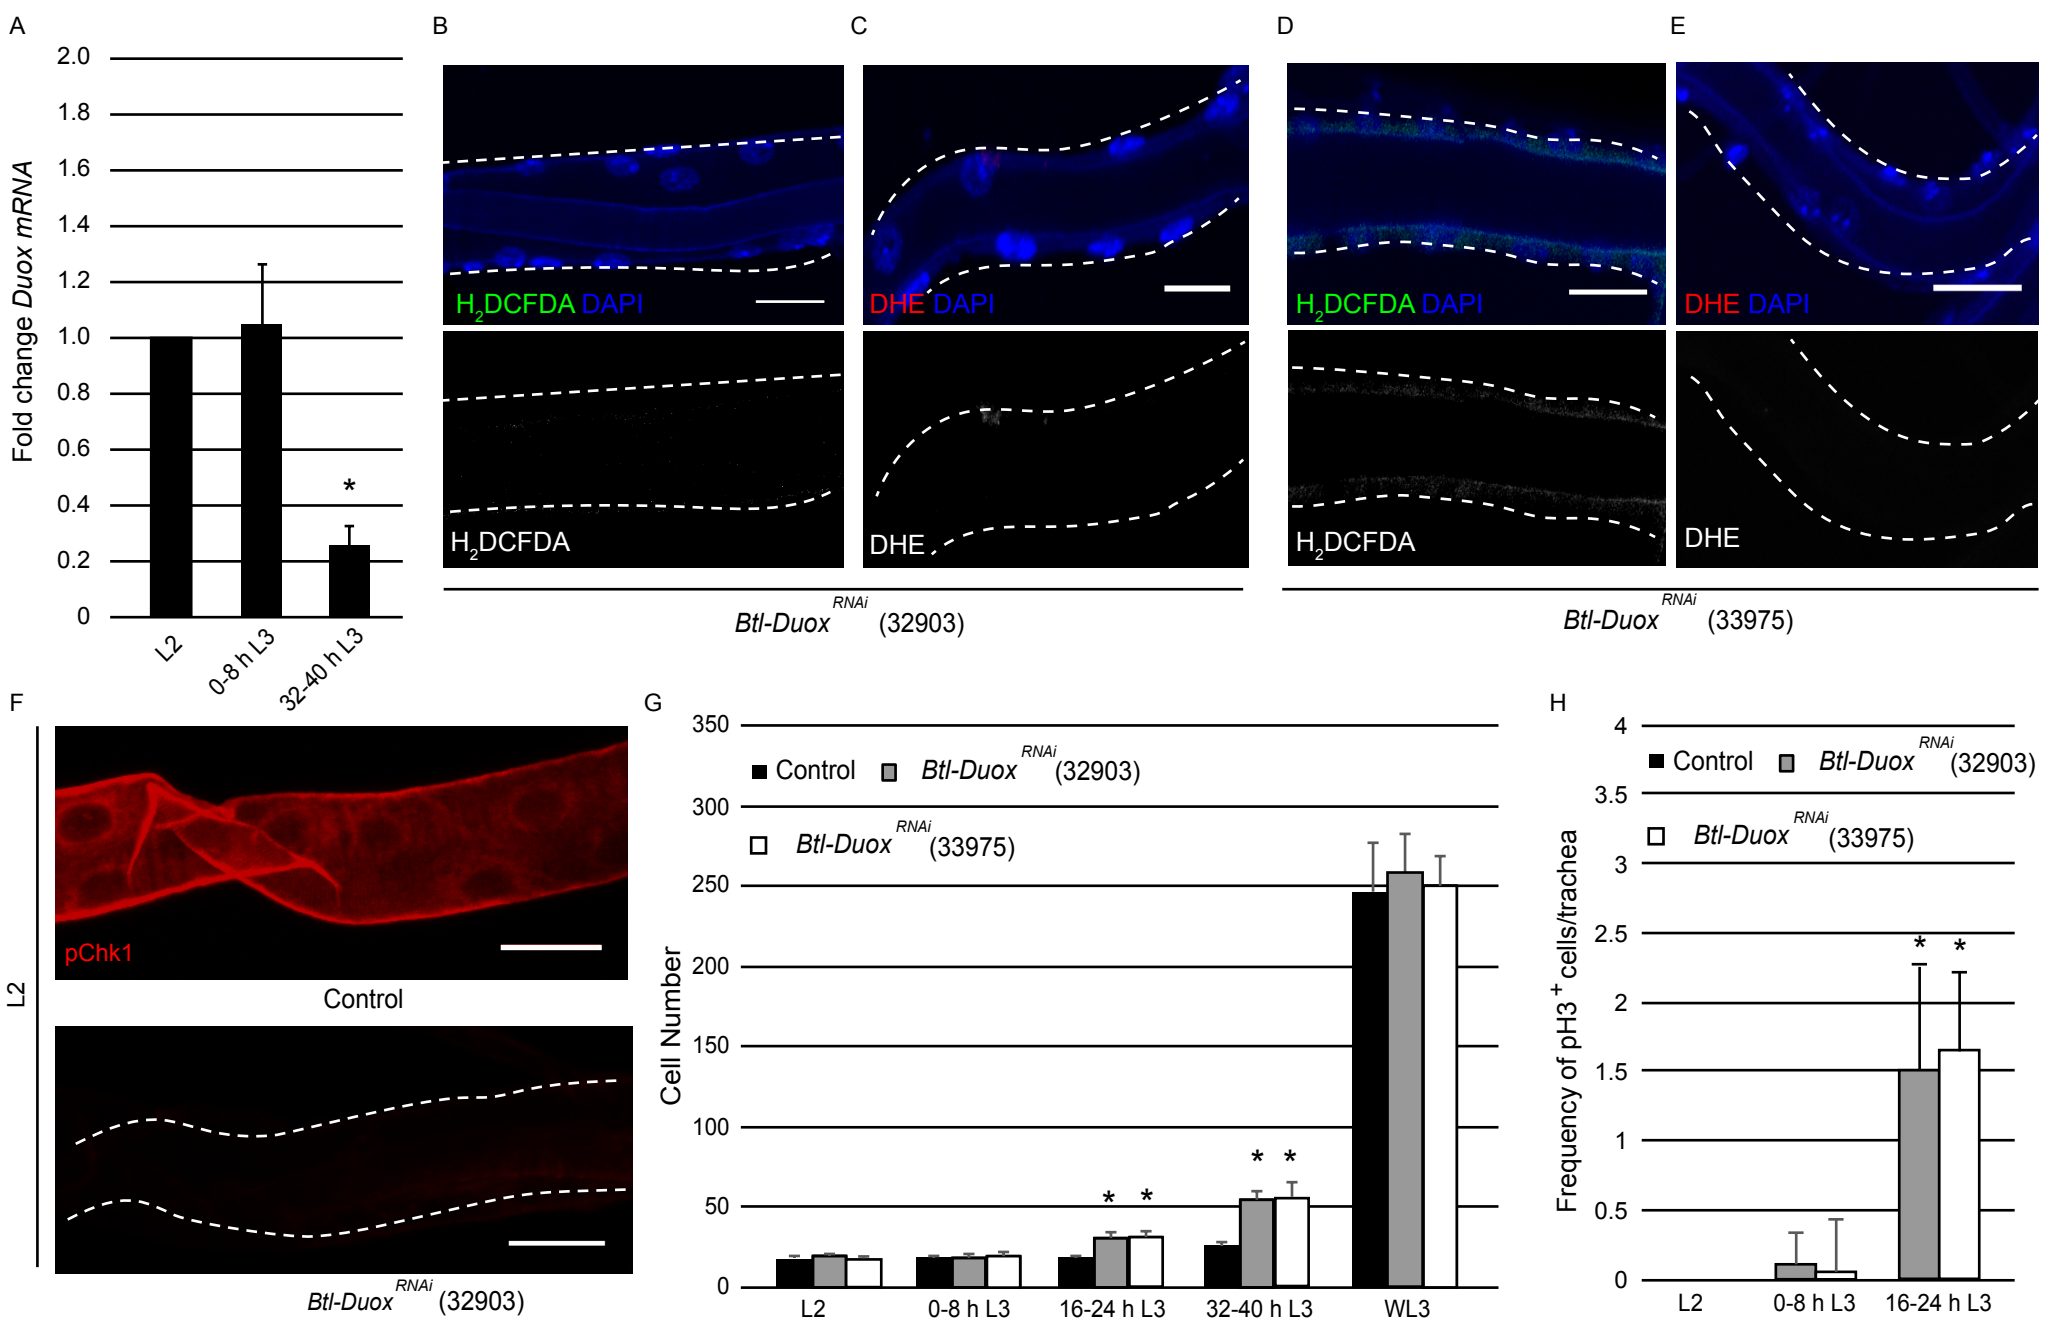 A
2.0
1.8
1.6
1.4
1.2
1.0
0.8
0.6
0.4
0.2
0
Fold change Duox mRNA
*
L2
0-8 h L3
32-40 h L3
B
H2DCFDA DAPI
H2DCFDA
C
DHE DAPI
DHE
Btl-Duox RNAi (32903)
D
H2DCFDA DAPI
H2DCFDA
E
DHE DAPI
DHE
Btl-Duox RNAi (33975)
F
L2
pChk1
Control
Btl-Duox RNAi (32903)
G
350
300
250
200
150
100
50
0
Cell Number
Control Btl-Duox RNAi (32903)
Btl-Duox RNAi (33975)
* *
* *
L2
0-8 h L3
16-24 h L3
32-40 h L3
WL3
H
4
3.5
3
2.5
2
1.5
1
0.5
0
Frequency of pH3+ cells/trachea
Control Btl-Duox RNAi (32903)
Btl-Duox RNAi (33975)
* *
L2
0-8 h L3
16-24 h L3